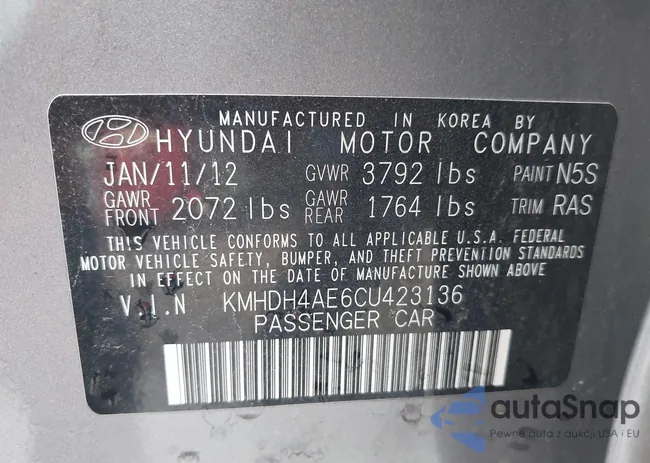 MANUFACTURED IN KOREA BY
HYUNDAI MOTOR COMPANY
JAN/11/12 GVWR 3792 lbs PAINT N5S
GAWR FRONT 2072 lbs GAWR REAR 1764 lbs TRIM RAS
THIS VEHICLE CONFORMS TO ALL APPLICABLE U.S.A. FEDERAL
MOTOR VEHICLE SAFETY, BUMPER, AND THEFT PREVENTION STANDARDS
IN EFFECT ON THE DATE OF MANUFACTURE SHOWN ABOVE
V.I.N KMHDH4AE6CU423136
PASSENGER CAR
autaSnap
Pewne auta z aukcji USA i EU